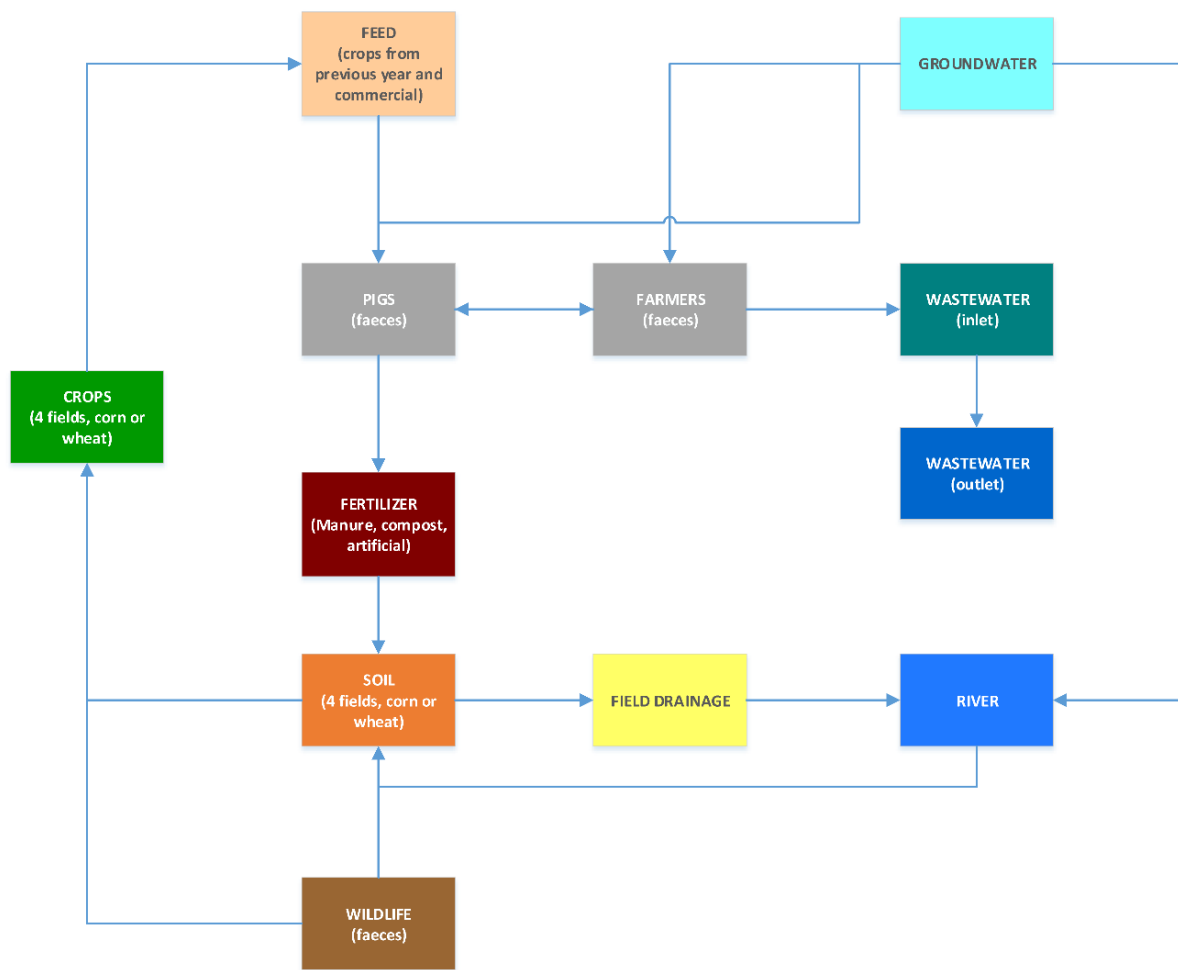 FEED
(crops from
previous year and
commercial)
GROUNDWATER
PIGS
(faeces)
FARMERS
(faeces)
WASTEWATER
(inlet)
CROPS
(4 fields, corn or
wheat)
WASTEWATER
(outlet)
FERTILIZER
(Manure, compost,
artificial)
SOIL
(4 fields, corn or
wheat)
FIELD DRAINAGE
RIVER
WILDLIFE
(faeces)